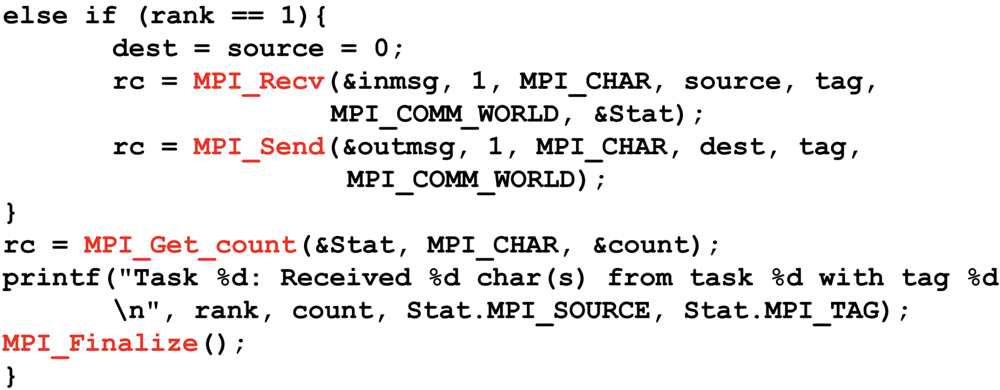 else if (rank == 1){
dest = source = 0;
rc = MPI_Recv(&inmsg, 1, MPI_CHAR, source, tag,
MPI_COMM_WORLD, &Stat);
rc = MPI_Send(&outmsg, 1, MPI_CHAR, dest, tag,
MPI_COMM_WORLD);
}
rc = MPI_Get_count(&Stat, MPI_CHAR, &count);
printf("Task %d: Received %d char(s) from task %d with tag %d
\n", rank, count, Stat.MPI_SOURCE, Stat.MPI_TAG);
MPI_Finalize();
}